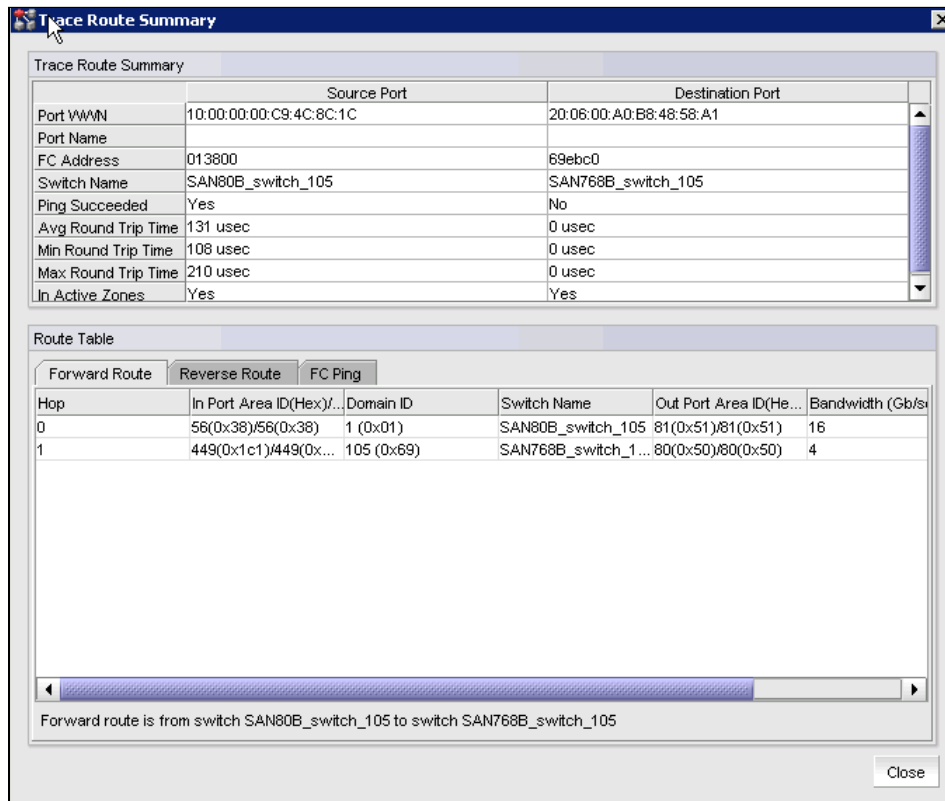 Trace Route Summary
Trace Route Summary
Source Port Destination Port
Port WWN 10:00:00:00:C9:4C:8C:1C 20:06:00:A0:B8:48:58:A1
Port Name
FC Address 013800 69ebc0
Switch Name SAN80B_switch_105 SAN768B_switch_105
Ping Succeeded Yes No
Avg Round Trip Time 131 usec 0 usec
Min Round Trip Time 108 usec 0 usec
Max Round Trip Time 210 usec 0 usec
In Active Zones Yes Yes
Route Table
Forward Route Reverse Route FC Ping
Hop In Port Area ID(Hex)/... Domain ID Switch Name Out Port Area ID(He... Bandwidth (Gb/s
0 56(0x38)/56(0x38) 1 (0x01) SAN80B_switch_105 81(0x51)/81(0x51) 16
1 449(0x1c1)/449(0x... 105 (0x69) SAN768B_switch_1... 80(0x50)/80(0x50) 4
Forward route is from switch SAN80B_switch_105 to switch SAN768B_switch_105
Close